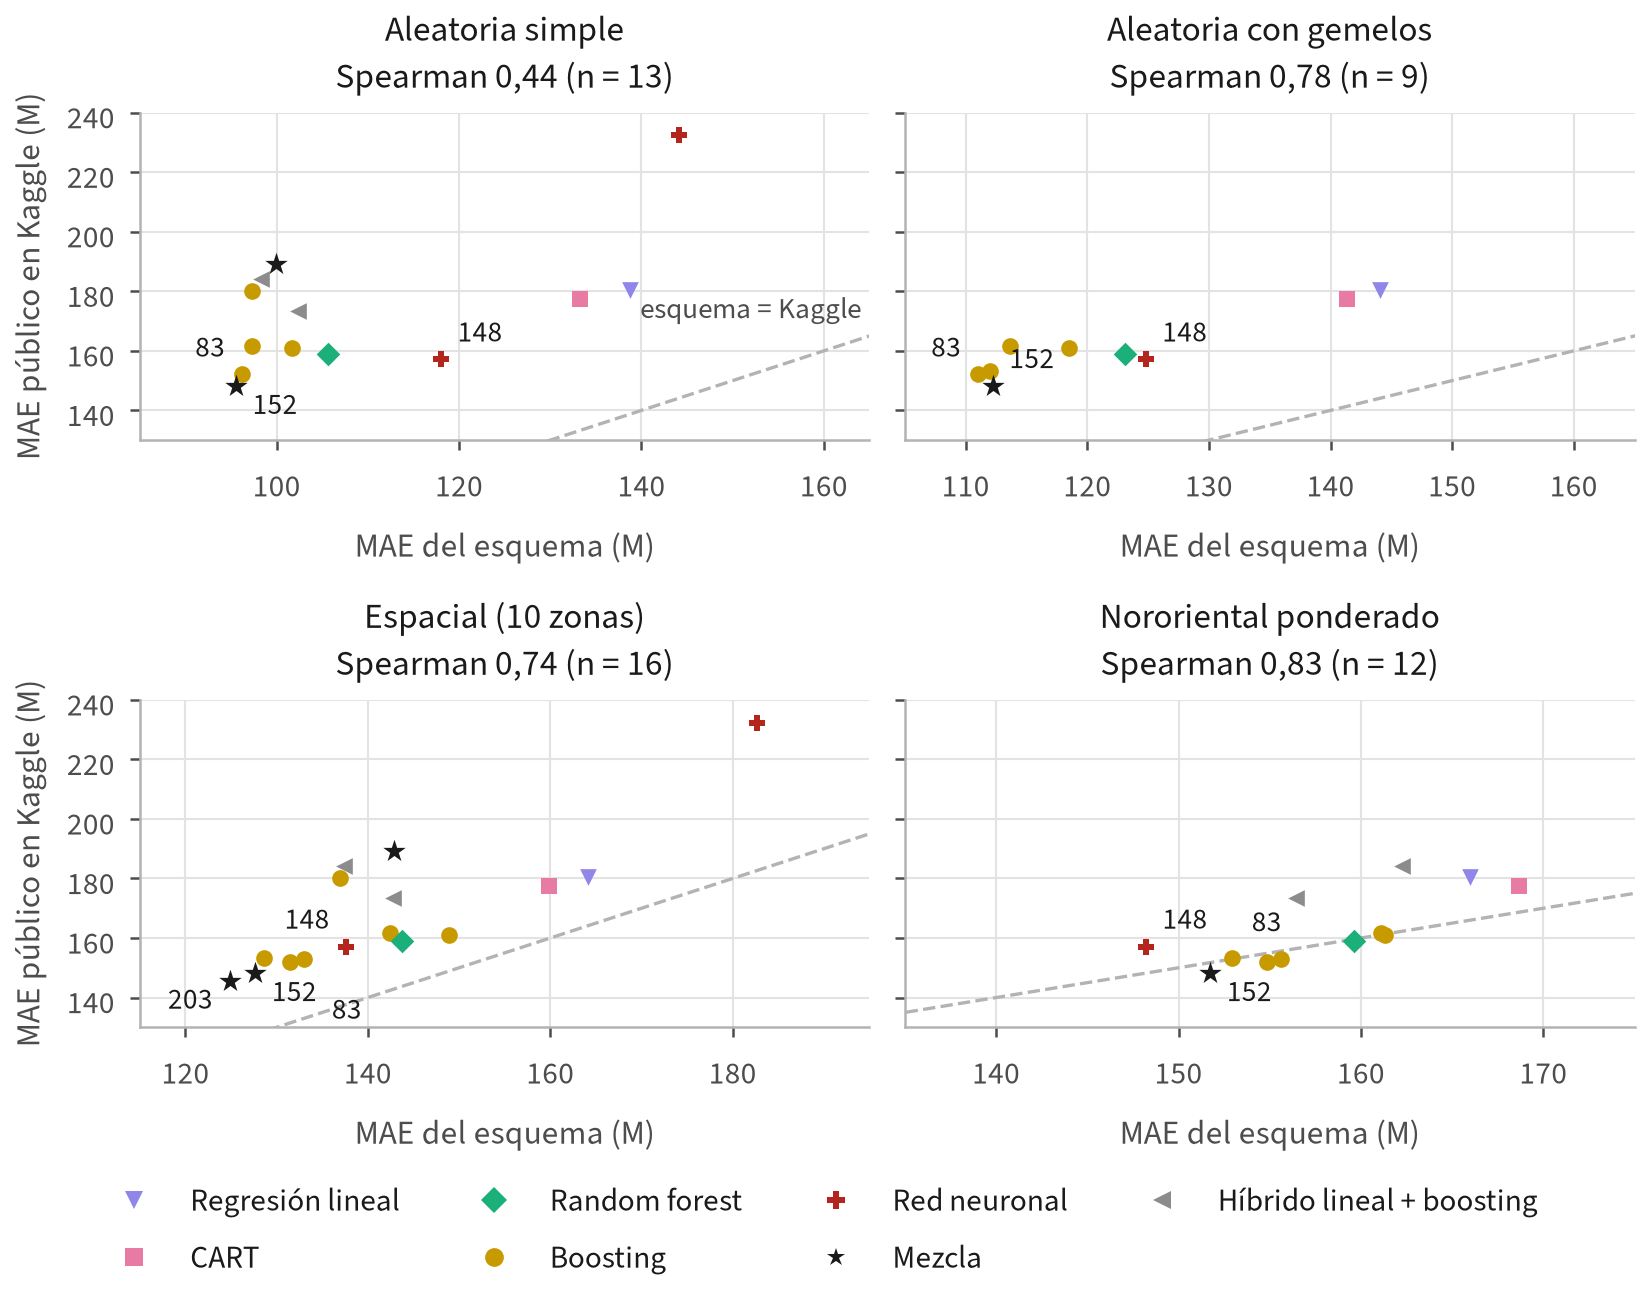 Aleatoria simple
Spearman 0,44 (n = 13)
Aleatoria con gemelos
Spearman 0,78 (n = 9)
MAE público en Kaggle (M)
240
220
200
180
160
140
83
152
148
esquema = Kaggle
100
120
140
160
MAE del esquema (M)
83
152
148
110
120
130
140
150
160
MAE del esquema (M)
Espacial (10 zonas)
Spearman 0,74 (n = 16)
Nororiental ponderado
Spearman 0,83 (n = 12)
MAE público en Kaggle (M)
240
220
200
180
160
140
148
203
152
83
120
140
160
180
MAE del esquema (M)
148
83
152
140
150
160
170
MAE del esquema (M)
Regresión lineal
Random forest
Red neuronal
Híbrido lineal + boosting
CART
Boosting
Mezcla